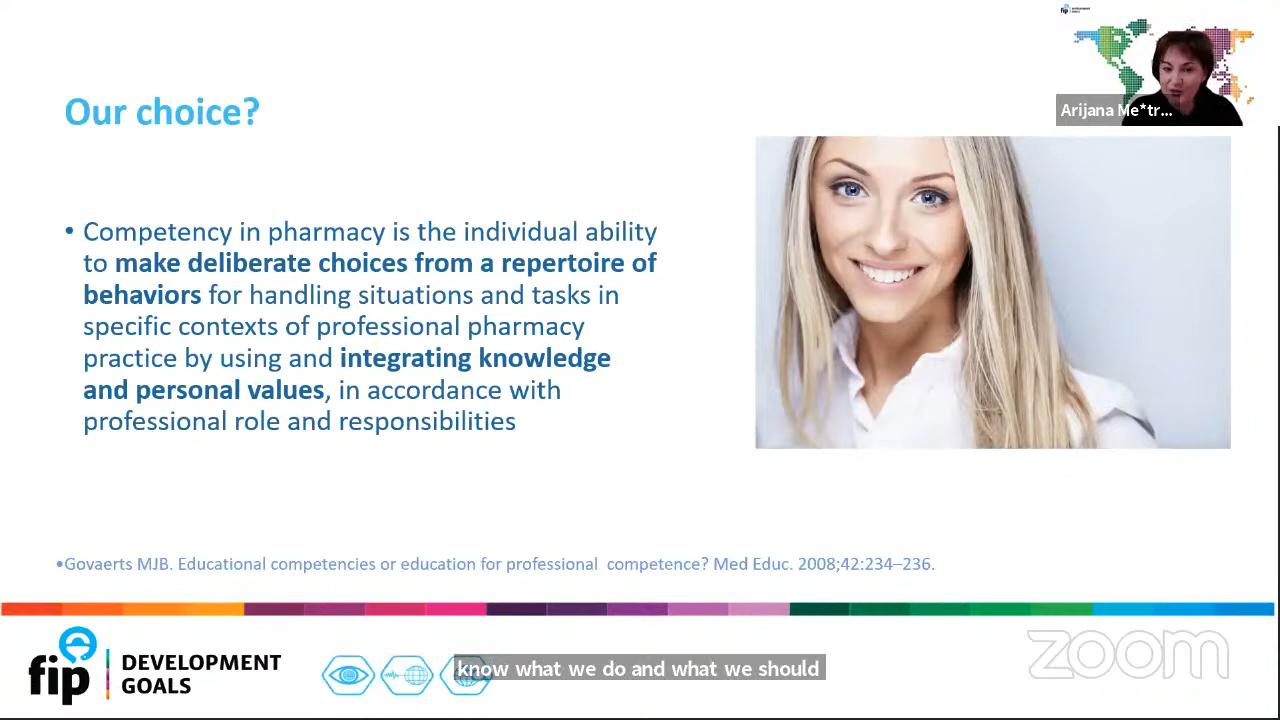 fip DEVELOPMENT GOALS
Arijana Me*tr...
Our choice?
• Competency in pharmacy is the individual ability
to make deliberate choices from a repertoire of
behaviors for handling situations and tasks in
specific contexts of professional pharmacy
practice by using and integrating knowledge
and personal values, in accordance with
professional role and responsibilities
•Govaerts MJB. Educational competencies or education for professional competence? Med Educ. 2008;42:234–236.
fip
DEVELOPMENT
GOALS
know what we do and what we should
zoom